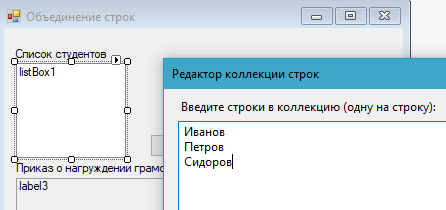 Объединение строк
Список студентов
listBox1
Редактор коллекции строк
Введите строки в коллекцию (одну на строку):
Иванов
Петров
Сидоров
Приказ о нагруждении грамо
label3